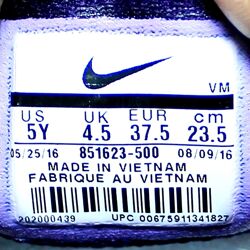 VM
US UK EUR cm
5Y 4.5 37.5 23.5
05/25/16 851623-500 08/09/16
MADE IN VIETNAM
FABRIQUE AU VIETNAM
202000439 UPC 00675911341827